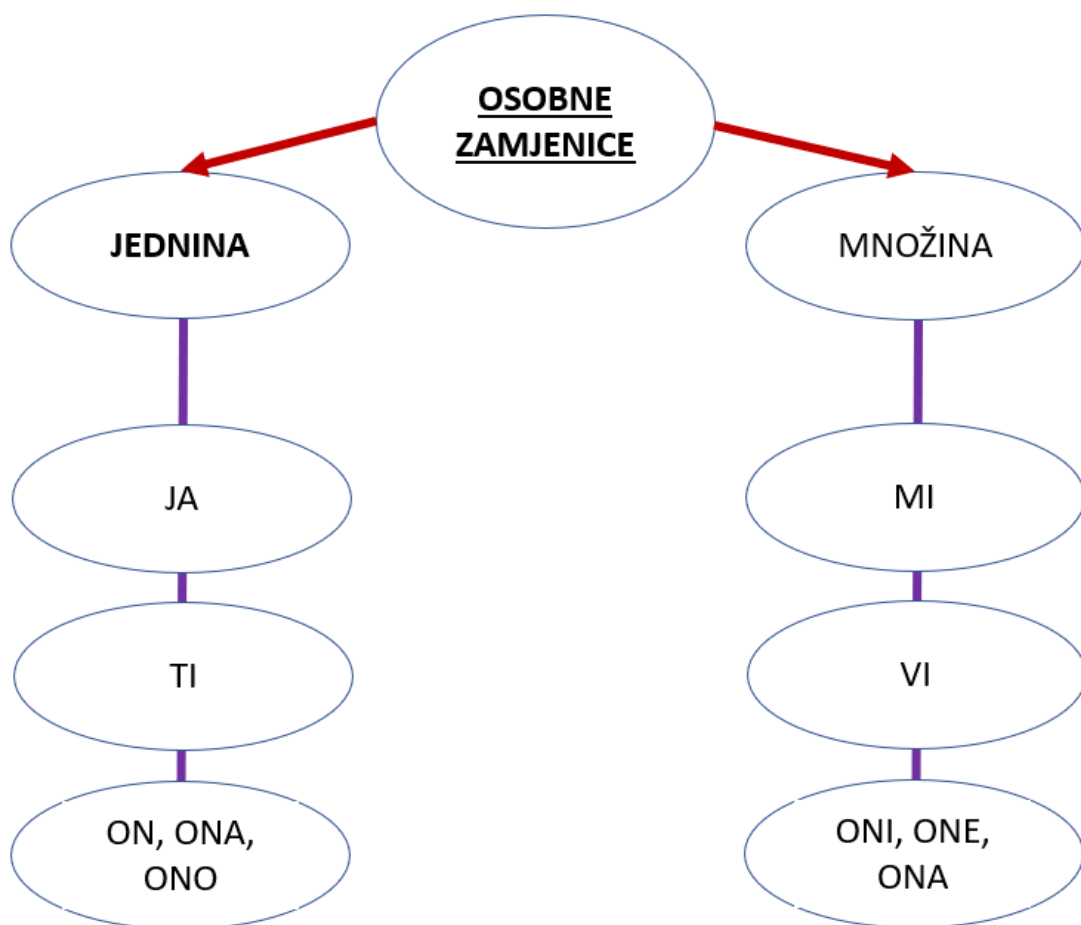 OSOBNE
ZAMJENICE
JEDNINA
MNOŽINA
JA
MI
TI
VI
ON, ONA,
ONO
ONI, ONE,
ONA